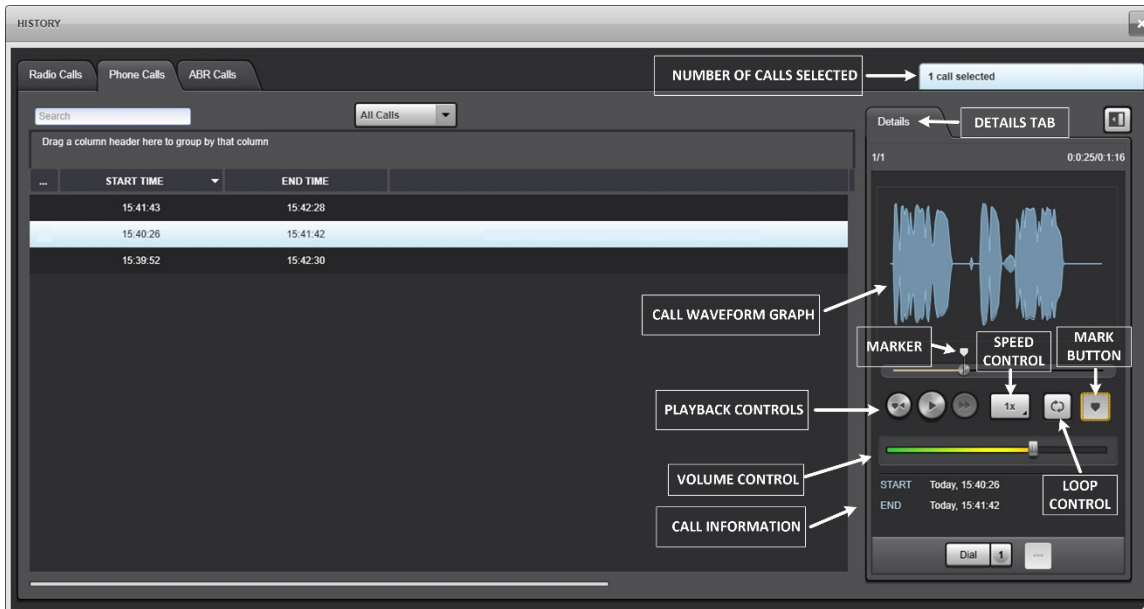 HISTORY
Radio Calls
Phone Calls
ABR Calls
NUMBER OF CALLS SELECTED
1 call selected
Search
All Calls
Details
DETAILS TAB
Drag a column header here to group by that column
1/1
0:0:25/0:1:16
...
START TIME
END TIME
15:41:43
15:42:28
15:40:26
15:41:42
15:39:52
15:42:30
CALL WAVEFORM GRAPH
MARKER
SPEED
CONTROL
MARK
BUTTON
PLAYBACK CONTROLS
1x
VOLUME CONTROL
START
Today, 15:40:26
END
Today, 15:41:42
LOOP
CONTROL
CALL INFORMATION
Dial
1
...